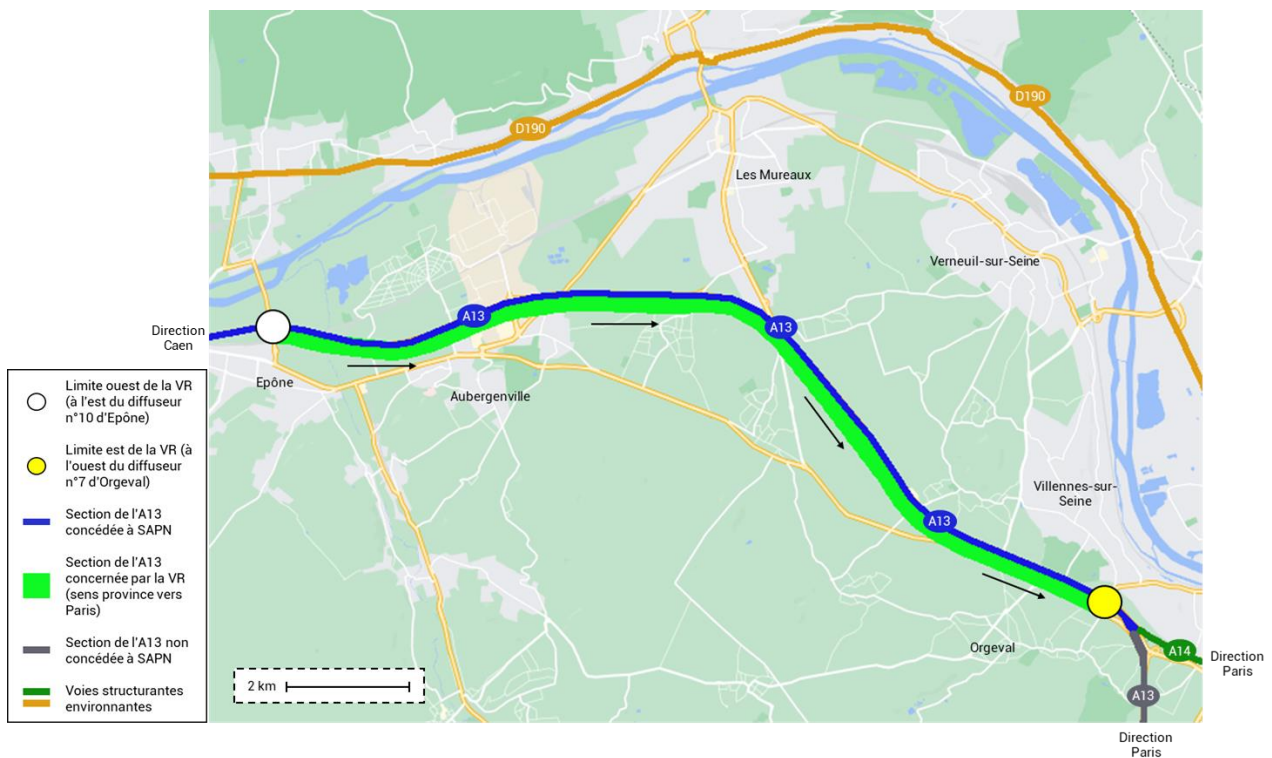 D190
D190
Les Mureaux
Verneuil-sur-Seine
Direction
Caen
A13
A13
Epône
Aubergenville
Limite ouest de la VR
(à l'est du diffuseur
n°10 d'Epône)
Limite est de la VR (à
l'ouest du diffuseur
n°7 d'Orgeval)
Section de l'A13
concédée à SAPN
Section de l'A13
concernée par la VR
(sens province vers
Paris)
Section de l'A13 non
concédée à SAPN
Voies structurantes
environnantes
Villennes-sur-
Seine
A13
Orgeval
A14
Direction
Paris
2 km
A13
Direction
Paris